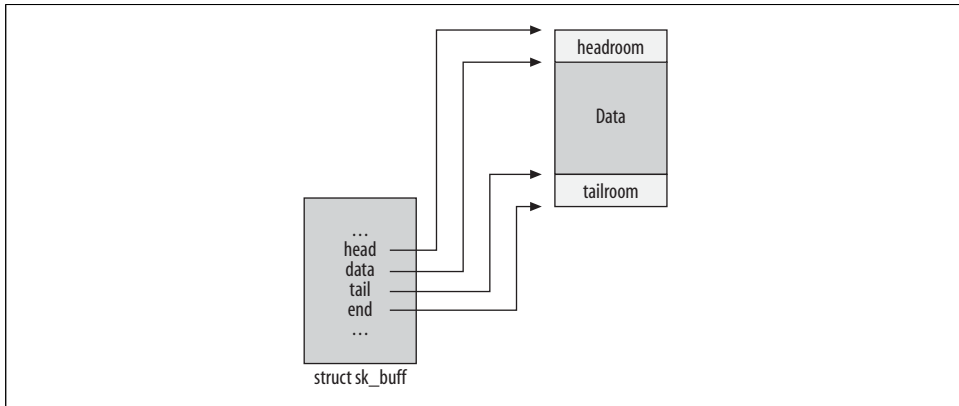 headroom
Data
tailroom
...
head
data
tail
end
...
struct sk_buff